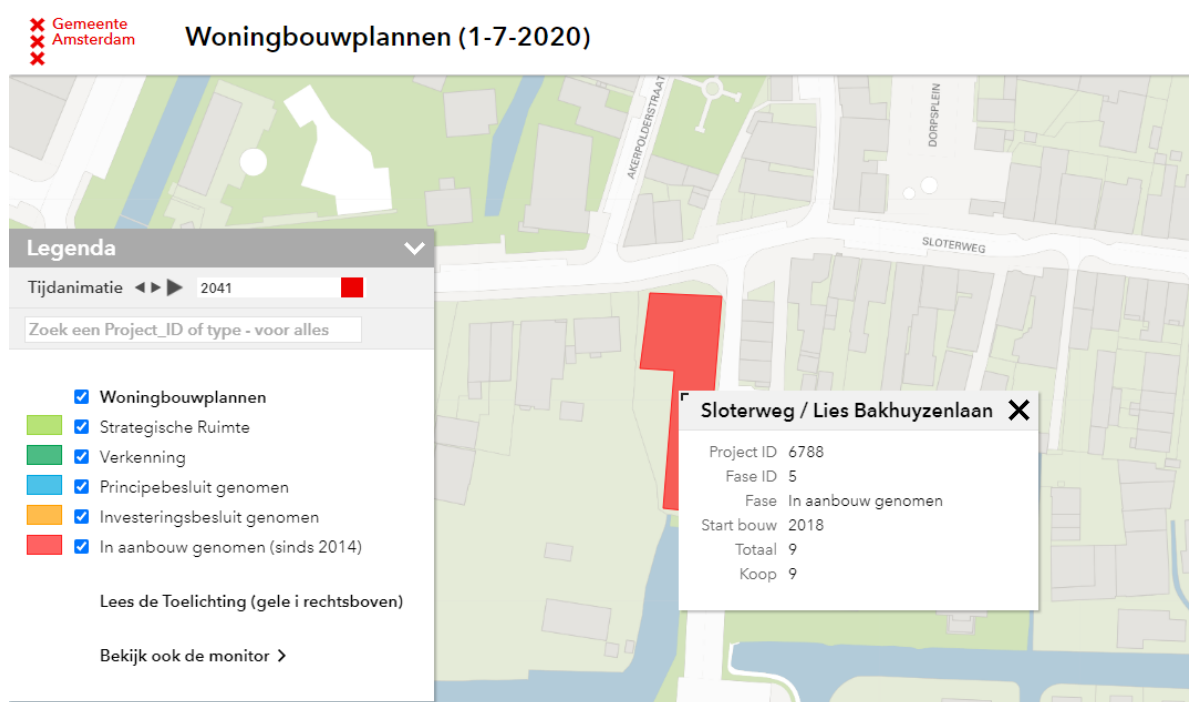 Gemeente
Amsterdam
Woningbouwplannen (1-7-2020)
AKERPOLDERSTRAAT
DORPSPLEIN
SLOTERWEG
Legenda
Tijdanimatie 2041
Zoek een Project_ID of type - voor alles
Woningbouwplannen
Strategische Ruimte
Verkenning
Principebesluit genomen
Investeringsbesluit genomen
In aanbouw genomen (sinds 2014)
Lees de Toelichting (gele i rechtsboven)
Bekijk ook de monitor >
Sloterweg / Lies Bakhuyzenlaan
Project ID 6788
Fase ID 5
Fase In aanbouw genomen
Start bouw 2018
Totaal 9
Koop 9